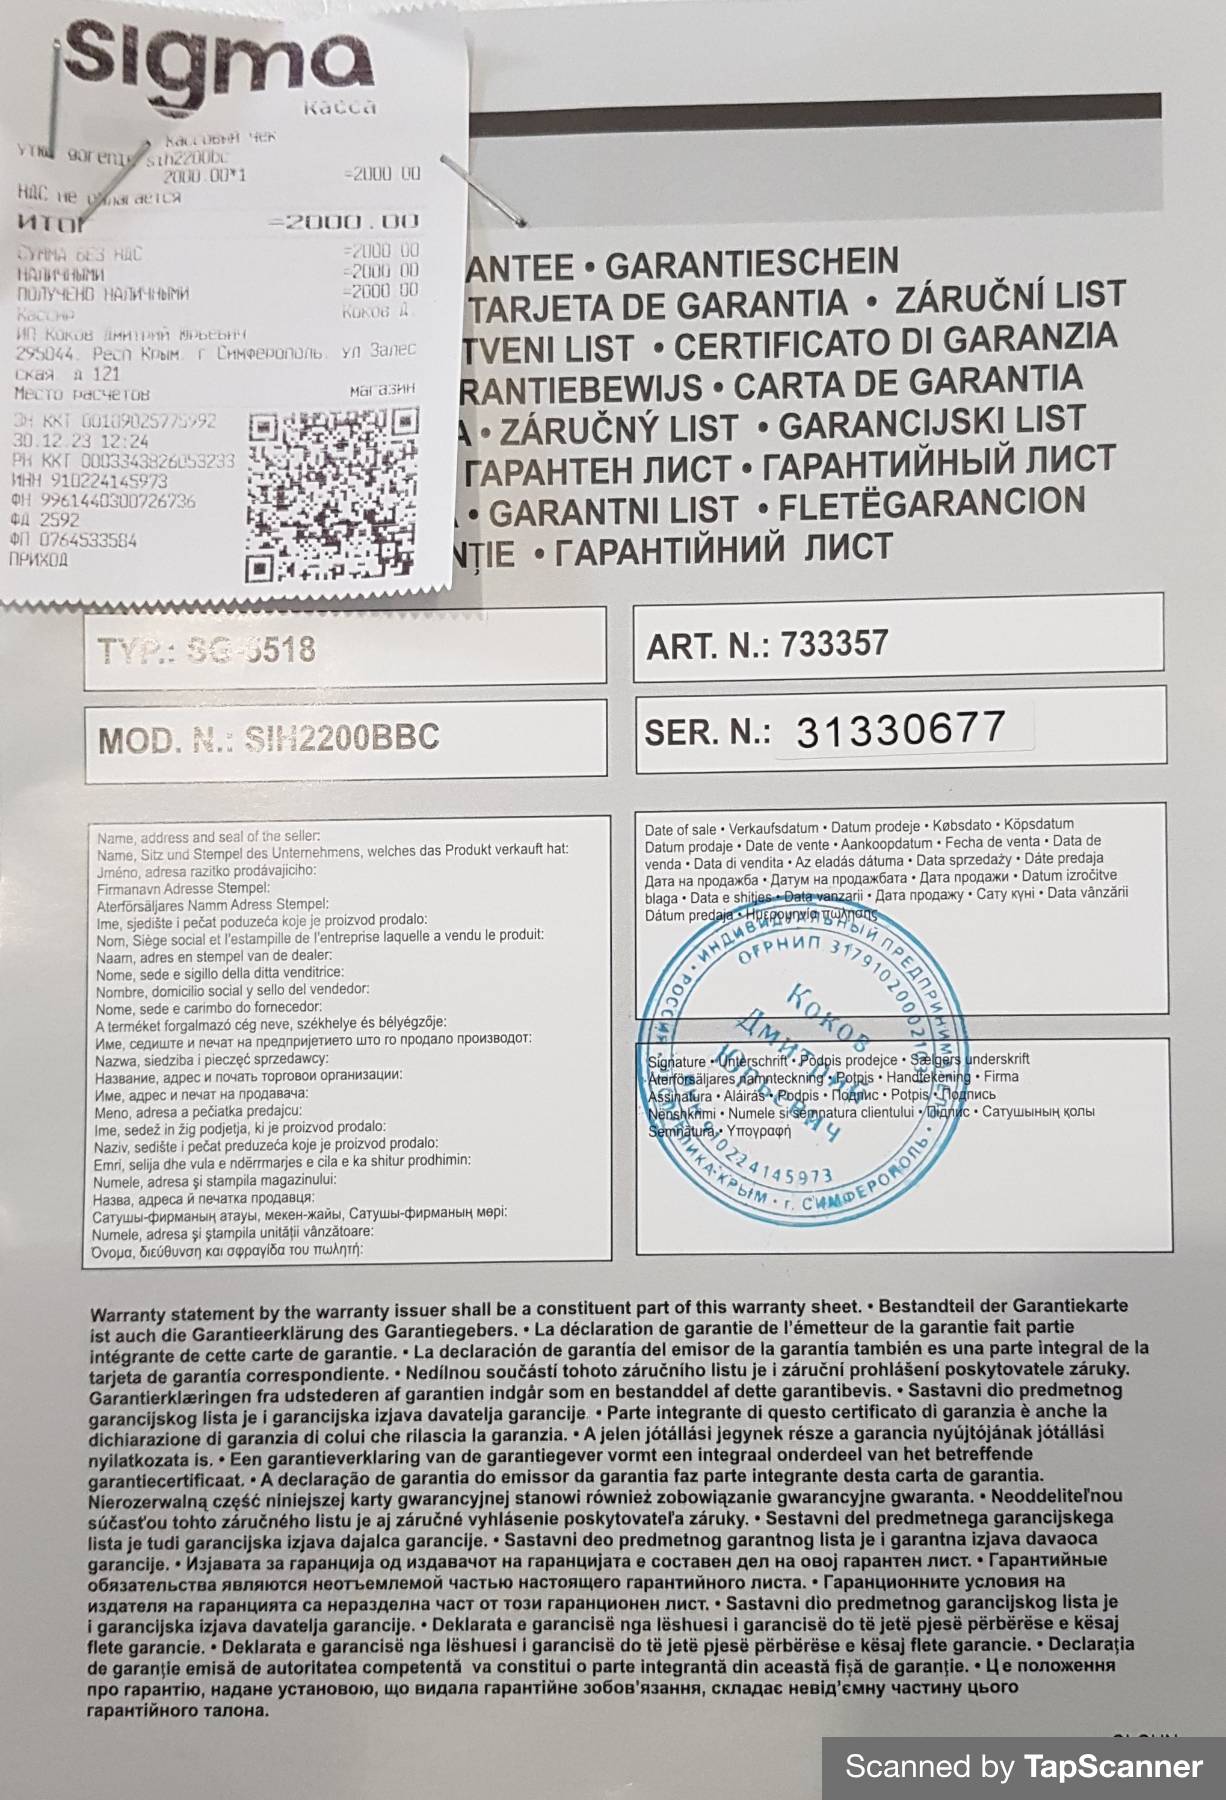 sigma
касса
Кассовый чек
Утюг gorenje sih2200bc
2000.00*1 =2000.00
НДС не облагается
ИТОГ =2000.00
СУММА БЕЗ НДС =2000.00
НАЛИЧНЫМИ =2000.00
ПОЛУЧЕНО НАЛИЧНЫМИ =2000.00
Кассир Коков Д.
ИП КОКОВ ДМИТРИЙ ЮРЬЕВИЧ
295044, Респ Крым, г Симферополь, ул Залес
ская, д 121
Место расчетов магазин
ЗН ККТ 00109025775992
30.12.23 12:24
РН ККТ 0003343826053233
ИНН 910224145973
ФН 9961440300726736
ФД 2592
ФП 0764533584
ПРИХОД
ANTEE • GARANTIESCHEIN
TARJETA DE GARANTIA • ZÁRUČNÍ LIST
TVENI LIST • CERTIFICATO DI GARANZIA
RANTIEBEWIJS • CARTA DE GARANTIA
A • ZÁRUČNÝ LIST • GARANCIJSKI LIST
ГАРАНТЕН ЛИСТ • ГАРАНТИЙНЫЙ ЛИСТ
• GARANTNI LIST • FLETËGARANCION
NȚIE • ГАРАНТІЙНИЙ ЛИСТ
TYP.: SG-5518
ART. N.: 733357
MOD. N.: SIH2200BBC
SER. N.: 31330677
Name, address and seal of the seller:
Name, Sitz und Stempel des Unternehmens, welches das Produkt verkauft hat:
Jméno, adresa razitko prodávajiciho:
Firmanavn Adresse Stempel:
Aterförsäljares Namm Adress Stempel:
Ime, sjedište i pečat poduzeća koje je proizvod prodalo:
Nom, Siège social et l'estampille de l'entreprise laquelle a vendu le produit:
Naam, adres en stempel van de dealer:
Nome, sede e sigillo della ditta venditrice:
Nombre, domicilio social y sello del vendedor:
Nome, sede e carimbo do fornecedor:
A terméket forgalmazó cég neve, székhelye és bélyégzője:
Име, седиште и печат на предпријетието што го продало производот:
Nazwa, siedziba i pieczęć sprzedawcy:
Название, адрес и почать торговои организации:
Име, адрес и печат на продавача:
Meno, adresa a pečiatka predajcu:
Ime, sedež in žig podjetja, ki je proizvod prodalo:
Naziv, sedište i pečat preduzeća koje je proizvod prodalo:
Emri, selija dhe vula e ndërrmarjes e cila e ka shitur prodhimin:
Numele, adresa şi stampila magazinului:
Назва, адреса й печатка продавця:
Сатушы-фирманың атауы, мекен-жайы, Сатушы-фирманың мөрі:
Numele, adresa şi ştampila unităţii vânzătoare:
Όνομα, διεύθυνση και σφραγίδα του πωλητή:
Date of sale • Verkaufsdatum • Datum prodeje • Købsdato • Köpsdatum
Datum prodaje • Date de vente • Aankoopdatum • Fecha de venta • Data de
venda • Data di vendita • Az eladás dátuma • Data sprzedaży • Dáte predaja
Дата на продажба • Датум на продажбата • Дата продажи • Datum izročitve
blaga • Data e shitjes • Data vanzarii • Дата продажу • Сату күні • Data vânzării
Dátum predaja • Ημερομηνία πώλησης
РОССИЯ • ИНДИВИДУАЛЬНЫЙ ПРЕДПРИНИМАТЕЛЬ • РЕСПУБЛИКА КРЫМ • г. СИМФЕРОПОЛЬ •
ОГРНИП 3179102000021
Коков
Дмитрий
Юрьевич
ИНН 910224145973
Signature • Unterschrift • Podpis prodejce • Sælgers underskrift
Aterförsäljares namnteckning • Potpis • Handtekening • Firma
Assinatura • Aláirás • Podpis • Подпис • Potpis • Подпись
Nënshkrimi • Numele si semnatura clientului • Підпис • Сатушының қолы
Semnătura • Υπογραφή
Warranty statement by the warranty issuer shall be a constituent part of this warranty sheet. • Bestandteil der Garantiekarte
ist auch die Garantieerklärung des Garantiegebers. • La déclaration de garantie de l'émetteur de la garantie fait partie
intégrante de cette carte de garantie. • La declaración de garantía del emisor de la garantía también es una parte integral de la
tarjeta de garantía correspondiente. • Nedílnou součástí tohoto záručního listu je i záruční prohlášení poskytovatele záruky.
Garantierklæringen fra udstederen af garantien indgår som en bestanddel af dette garantibevis. • Sastavni dio predmetnog
garancijskog lista je i garancijska izjava davatelja garancije. • Parte integrante di questo certificato di garanzia è anche la
dichiarazione di garanzia di colui che rilascia la garanzia. • A jelen jótállási jegynek része a garancia nyújtójának jótállási
nyilatkozata is. • Een garantieverklaring van de garantiegever vormt een integraal onderdeel van het betreffende
garantiecertificaat. • A declaração de garantia do emissor da garantia faz parte integrante desta carta de garantia.
Nierozerwalną część niniejszej karty gwarancyjnej stanowi również zobowiązanie gwarancyjne gwaranta. • Neoddeliteľnou
súčasťou tohto záručného listu je aj záručné vyhlásenie poskytovateľa záruky. • Sestavni del predmetnega garancijskega
lista je tudi garancijska izjava dajalca garancije. • Sastavni deo predmetnog garantnog lista je i garantna izjava davaoca
garancije. • Изјавата за гаранција од издавачот на гаранцијата е составен дел на овој гарантен лист. • Гарантийные
обязательства являются неотъемлемой частью настоящего гарантийного листа. • Гаранционните условия на
издателя на гаранцията са неразделна част от този гаранционен лист. • Sastavni dio predmetnog garancijskog lista je
i garancijska izjava davatelja garancije. • Deklarata e garancisë nga lëshuesi i garancisë do të jetë pjesë përbërëse e kësaj
flete garancie. • Deklarata e garancisë nga lëshuesi i garancisë do të jetë pjesë përbërëse e kësaj flete garancie. • Declarația
de garanție emisă de autoritatea competentă va constitui o parte integrantă din această fișă de garanție. • Це положення
про гарантію, надане установою, що видала гарантійне зобов'язання, складає невід'ємну частину цього
гарантійного талона.
Scanned by TapScanner